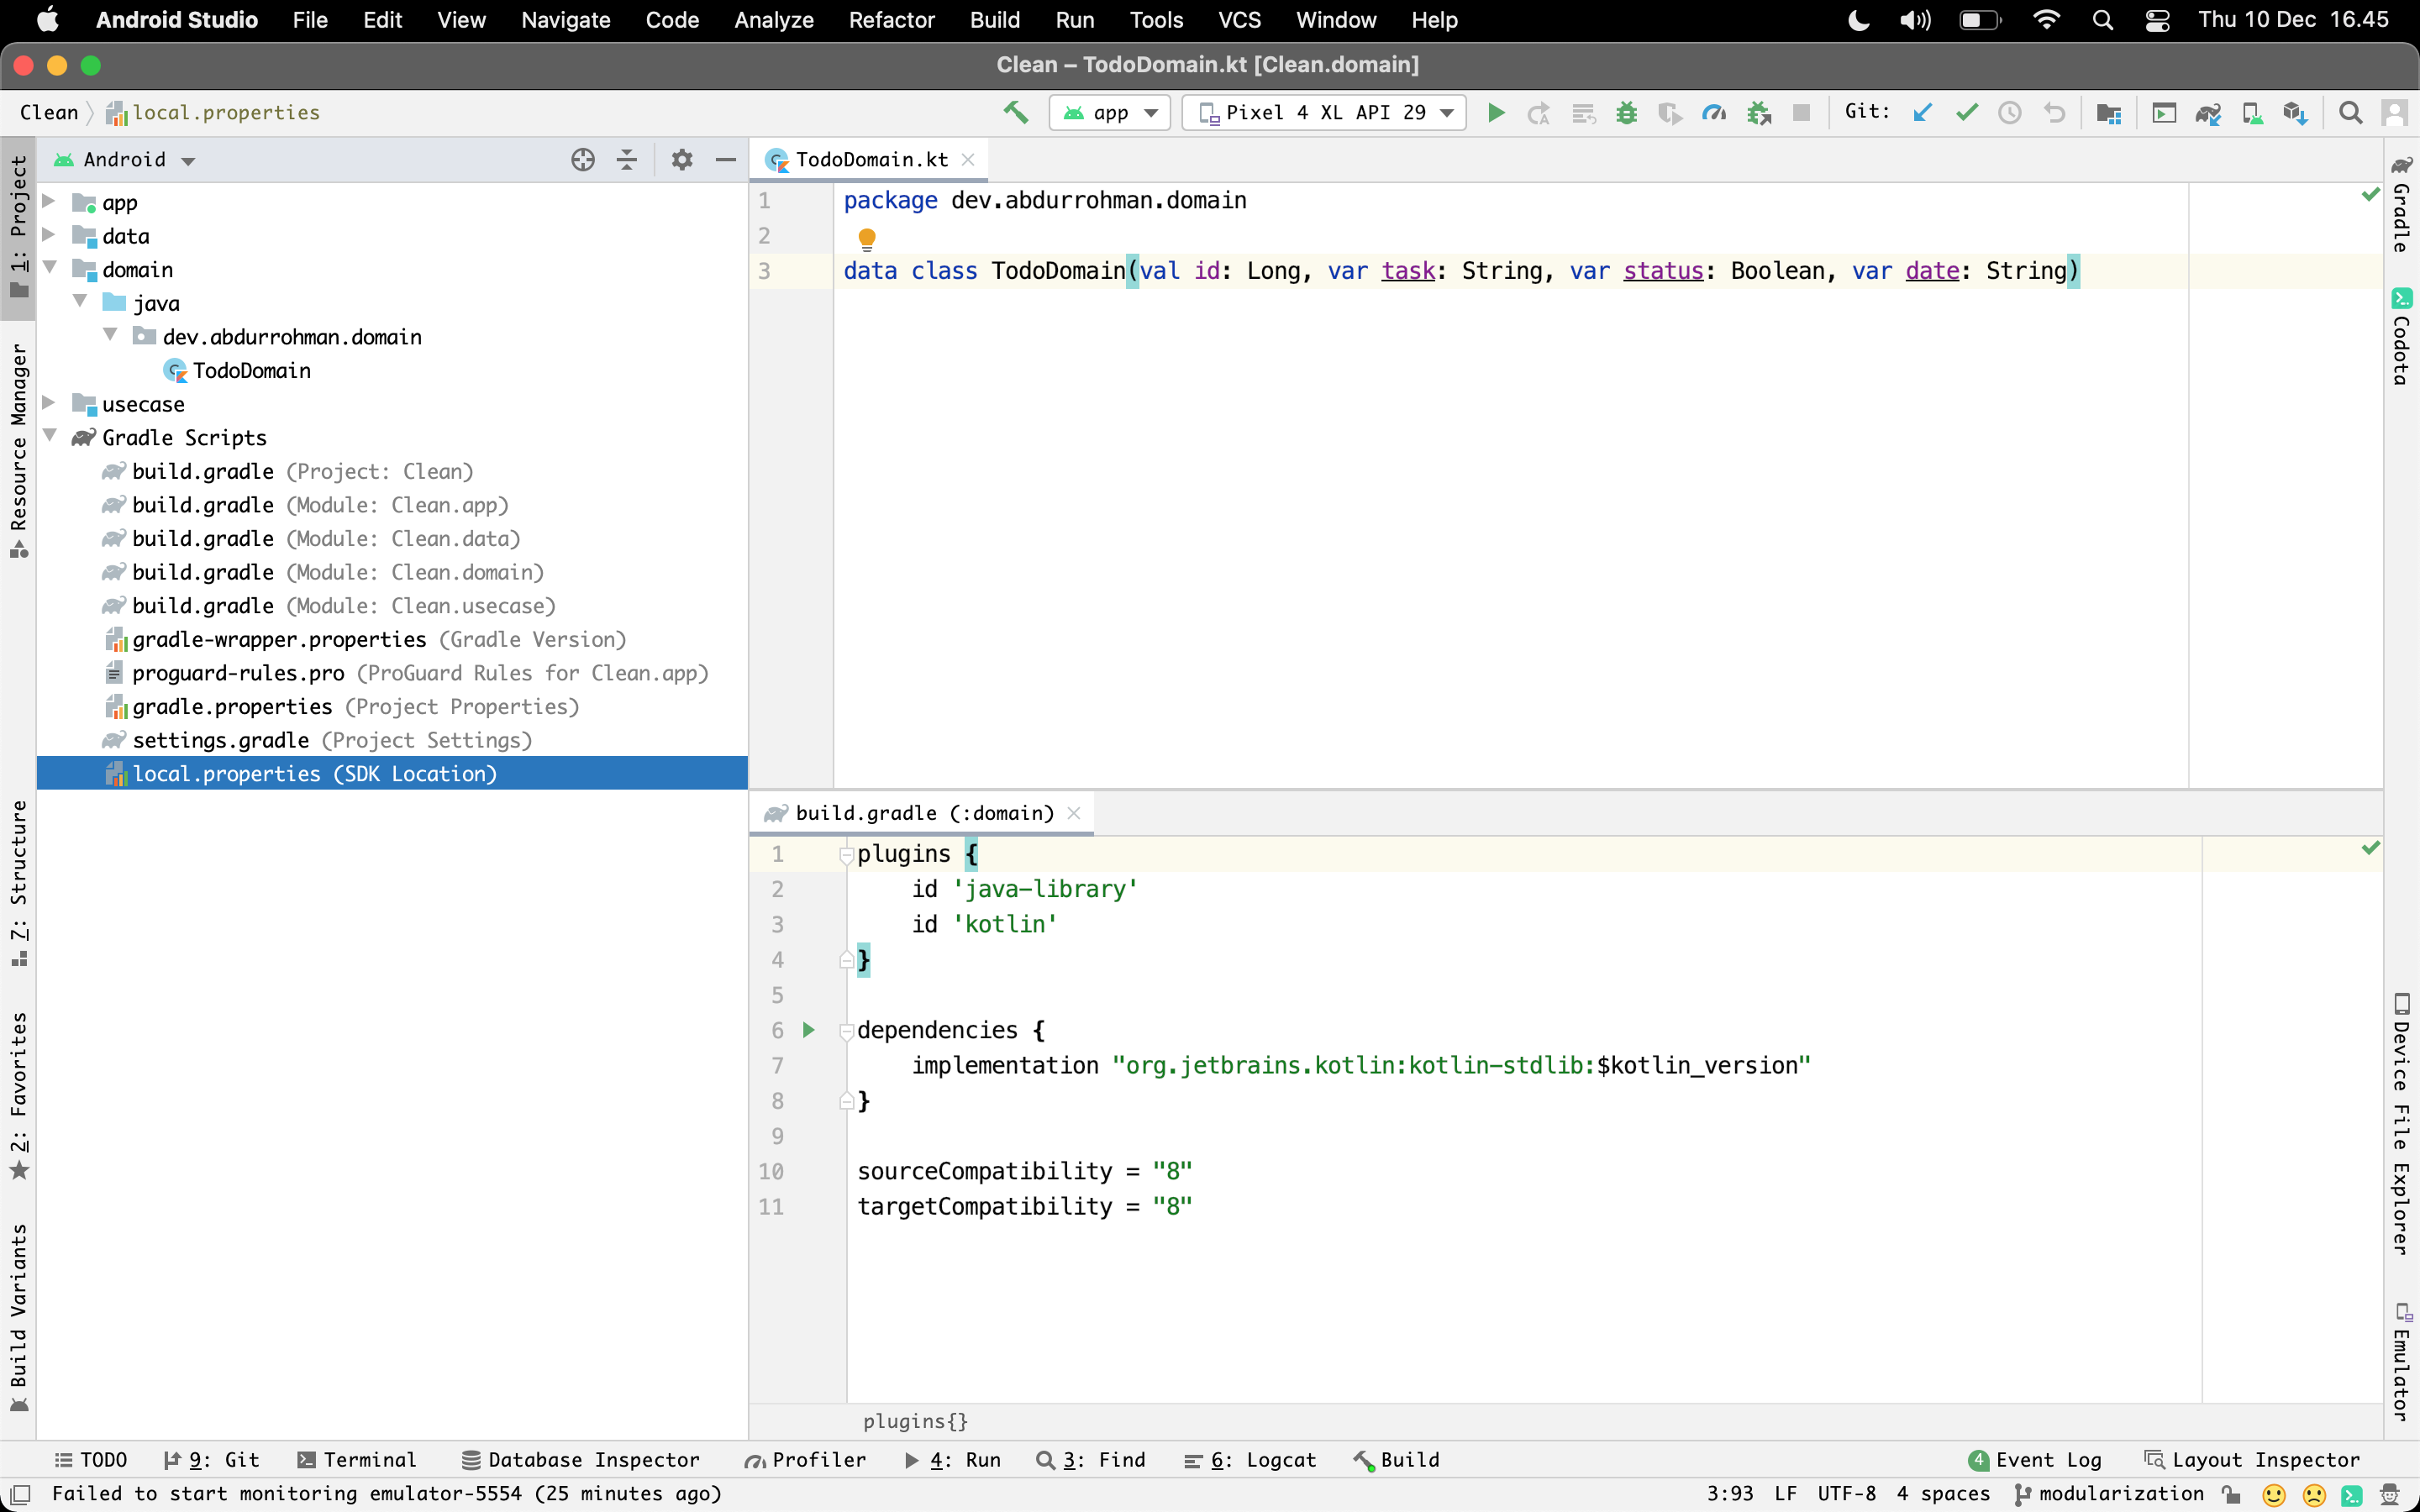 Android Studio File Edit View Navigate Code Analyze Refactor Build Run Tools VCS Window Help Thu 10 Dec 16.45
Clean – TodoDomain.kt [Clean.domain]
Clean local.properties app Pixel 4 XL API 29 Git:
1: Project
Resource Manager
7: Structure
2: Favorites
Build Variants
Android
app
data
domain
java
dev.abdurrohman.domain
TodoDomain
usecase
Gradle Scripts
build.gradle (Project: Clean)
build.gradle (Module: Clean.app)
build.gradle (Module: Clean.data)
build.gradle (Module: Clean.domain)
build.gradle (Module: Clean.usecase)
gradle-wrapper.properties (Gradle Version)
proguard-rules.pro (ProGuard Rules for Clean.app)
gradle.properties (Project Properties)
settings.gradle (Project Settings)
local.properties (SDK Location)
TodoDomain.kt
1 package dev.abdurrohman.domain
2
3 data class TodoDomain(val id: Long, var task: String, var status: Boolean, var date: String)
build.gradle (:domain)
1 plugins {
2 id 'java-library'
3 id 'kotlin'
4 }
5
6 dependencies {
7 implementation "org.jetbrains.kotlin:kotlin-stdlib:$kotlin_version"
8 }
9
10 sourceCompatibility = "8"
11 targetCompatibility = "8"
plugins{}
Gradle
Codota
Device File Explorer
Emulator
TODO 9: Git Terminal Database Inspector Profiler 4: Run 3: Find 6: Logcat Build 4 Event Log Layout Inspector
Failed to start monitoring emulator-5554 (25 minutes ago) 3:93 LF UTF-8 4 spaces modularization